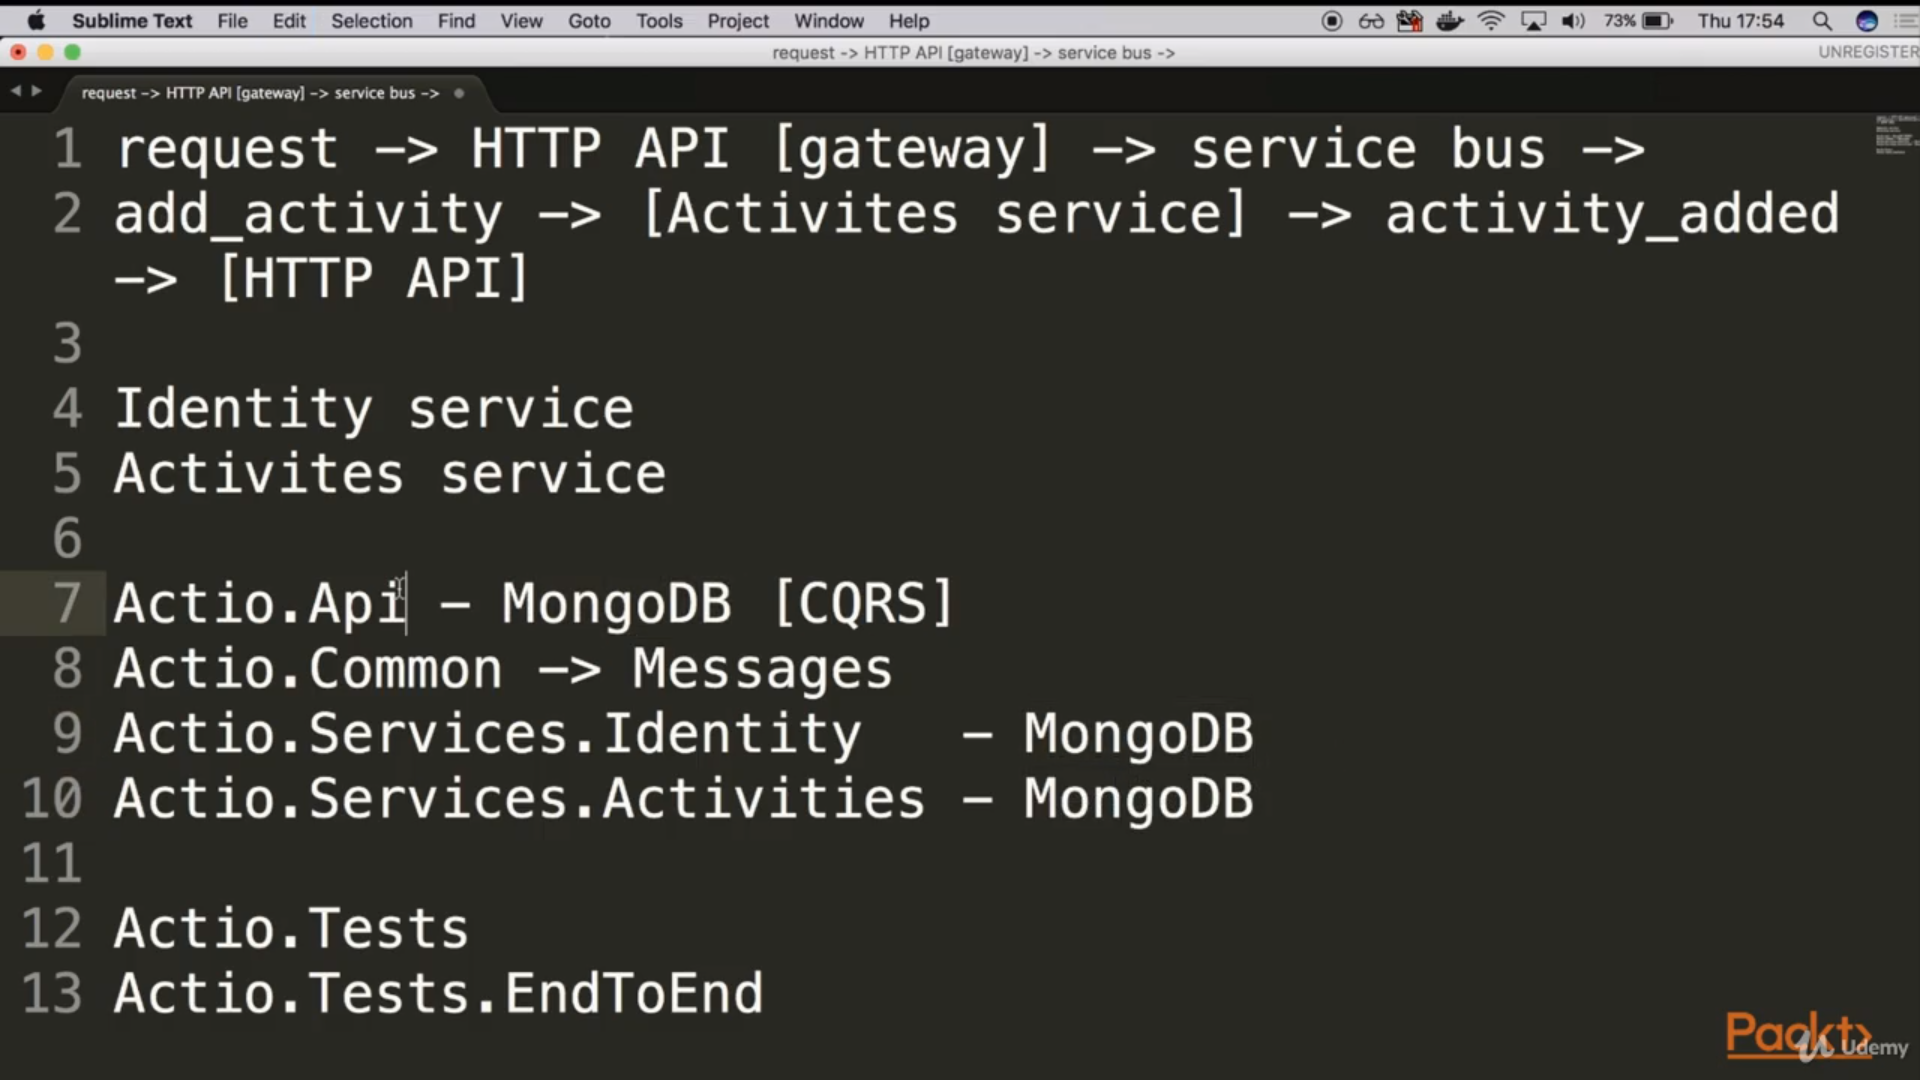 Sublime Text File Edit Selection Find View Goto Tools Project Window Help 73% Thu 17:54
request -> HTTP API [gateway] -> service bus -> UNREGISTER
request -> HTTP API [gateway] -> service bus ->
1 request -> HTTP API [gateway] -> service bus ->
2 add_activity -> [Activites service] -> activity_added
-> [HTTP API]
3
4 Identity service
5 Activites service
6
7 Actio.Api - MongoDB [CQRS]
8 Actio.Common -> Messages
9 Actio.Services.Identity   - MongoDB
10 Actio.Services.Activities - MongoDB
11
12 Actio.Tests
13 Actio.Tests.EndToEnd
Packt>
Udemy